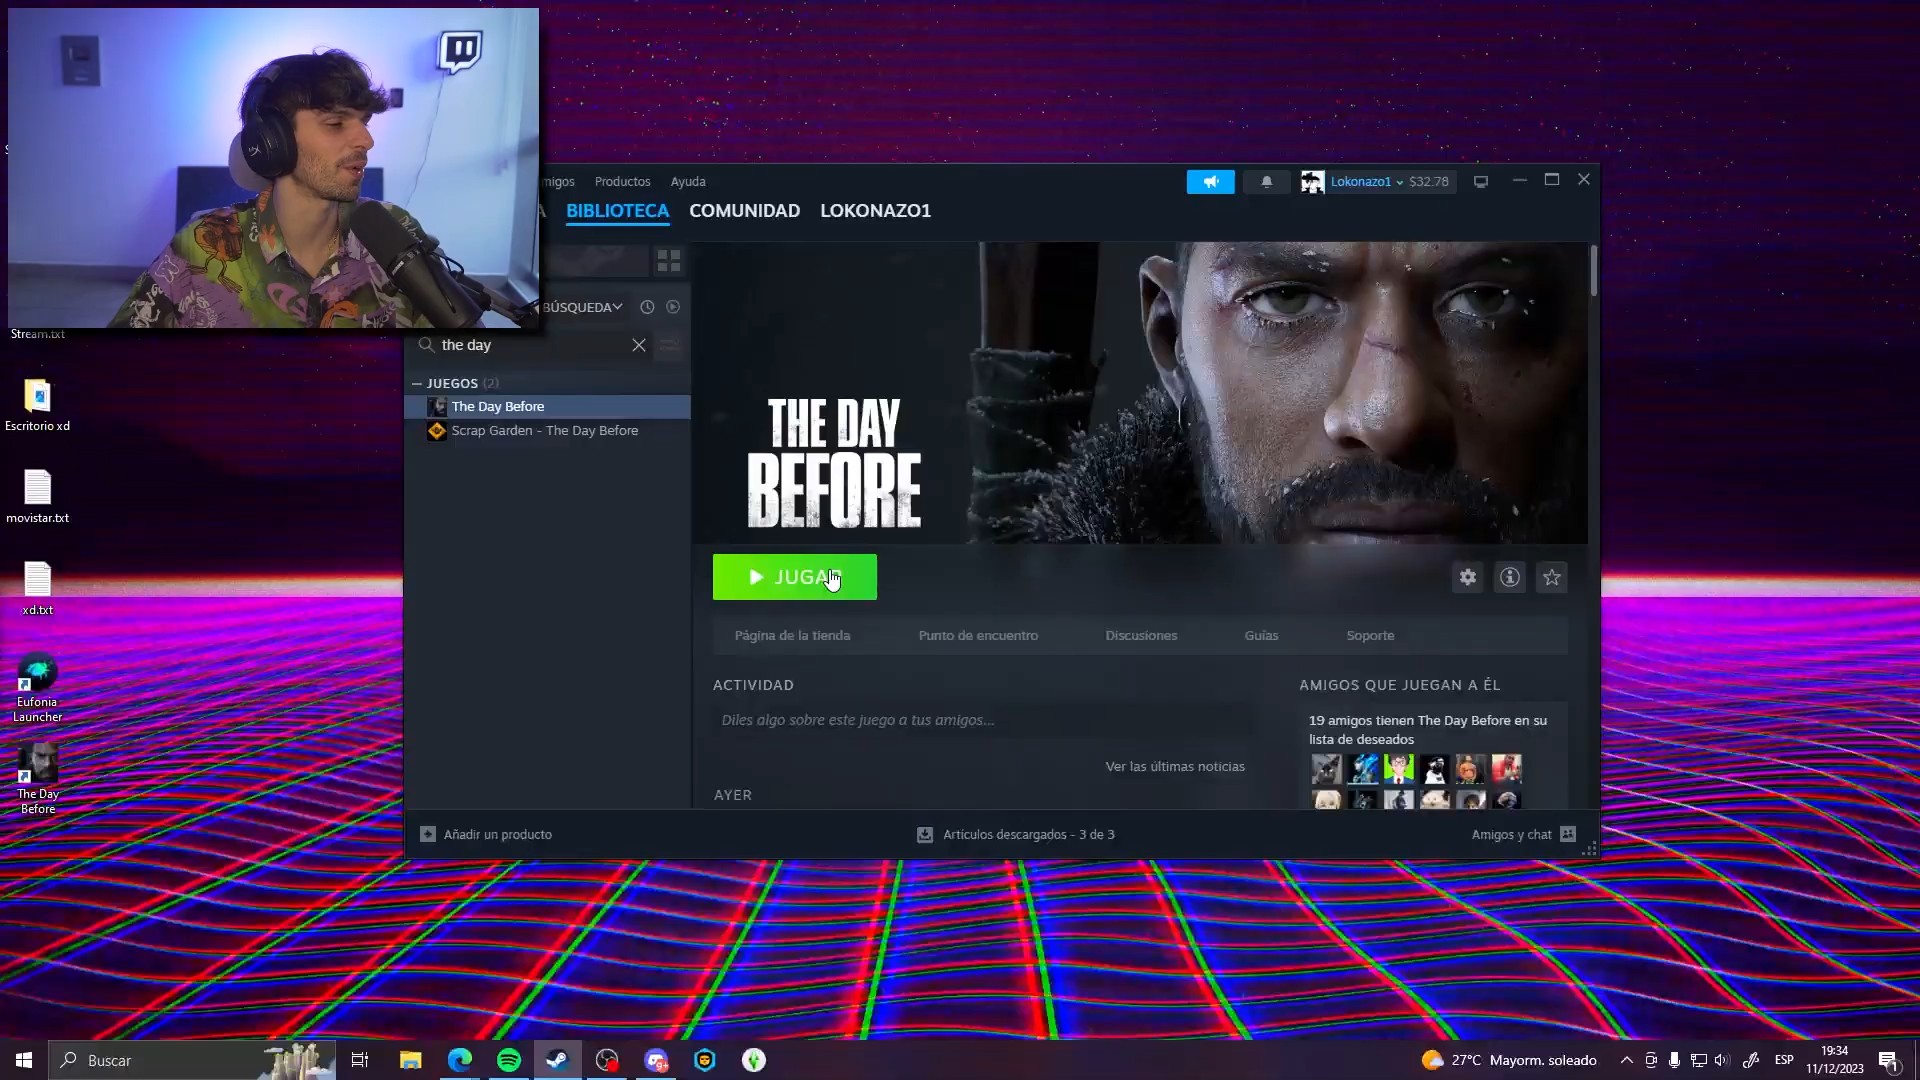 Productos
Ayuda
Lokonazo1
$32.78
BIBLIOTECA
COMUNIDAD
LOKONAZO1
BÚSQUEDA
the day
— JUEGOS (2)
The Day Before
Scrap Garden - The Day Before
THE DAY
BEFORE
JUGAR
Página de la tienda
Punto de encuentro
Discusiones
Guías
Soporte
ACTIVIDAD
Diles algo sobre este juego a tus amigos...
Ver las últimas noticias
AYER
AMIGOS QUE JUEGAN A ÉL
19 amigos tienen The Day Before en su
lista de deseados
Añadir un producto
Artículos descargados - 3 de 3
Amigos y chat
Stream.txt
Escritorio xd
movistar.txt
xd.txt
Eufonia
Launcher
The Day
Before
Buscar
9+
27°C Mayorm. soleado
ESP
19:34
11/12/2023
1